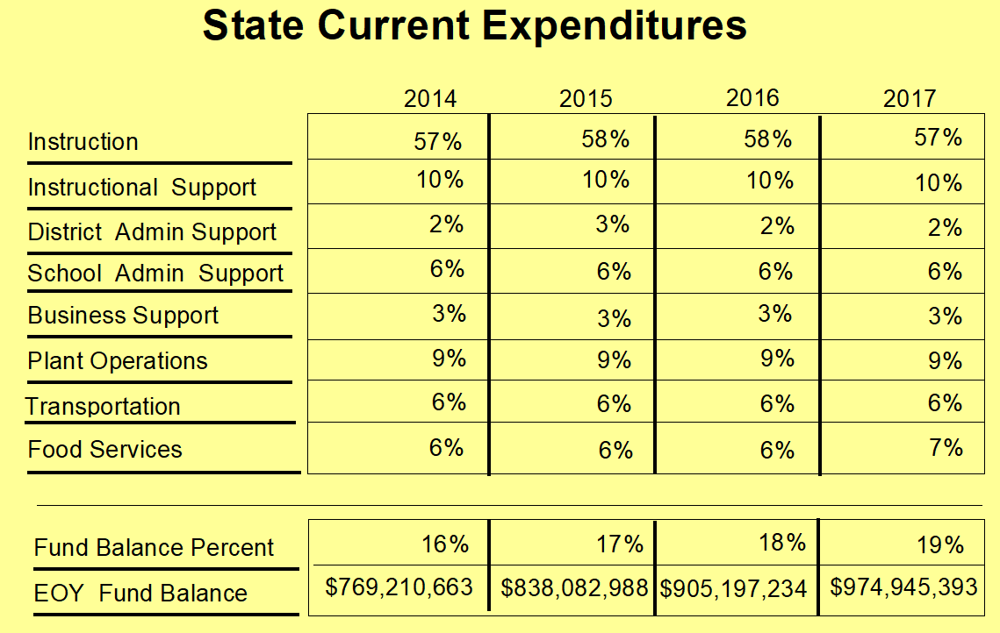 State Current Expenditures
2014 2015 2016 2017
Instruction 57% 58% 58% 57%
Instructional Support 10% 10% 10% 10%
District Admin Support 2% 3% 2% 2%
School Admin Support 6% 6% 6% 6%
Business Support 3% 3% 3% 3%
Plant Operations 9% 9% 9% 9%
Transportation 6% 6% 6% 6%
Food Services 6% 6% 6% 7%
Fund Balance Percent 16% 17% 18% 19%
EOY Fund Balance $769,210,663 $838,082,988 $905,197,234 $974,945,393